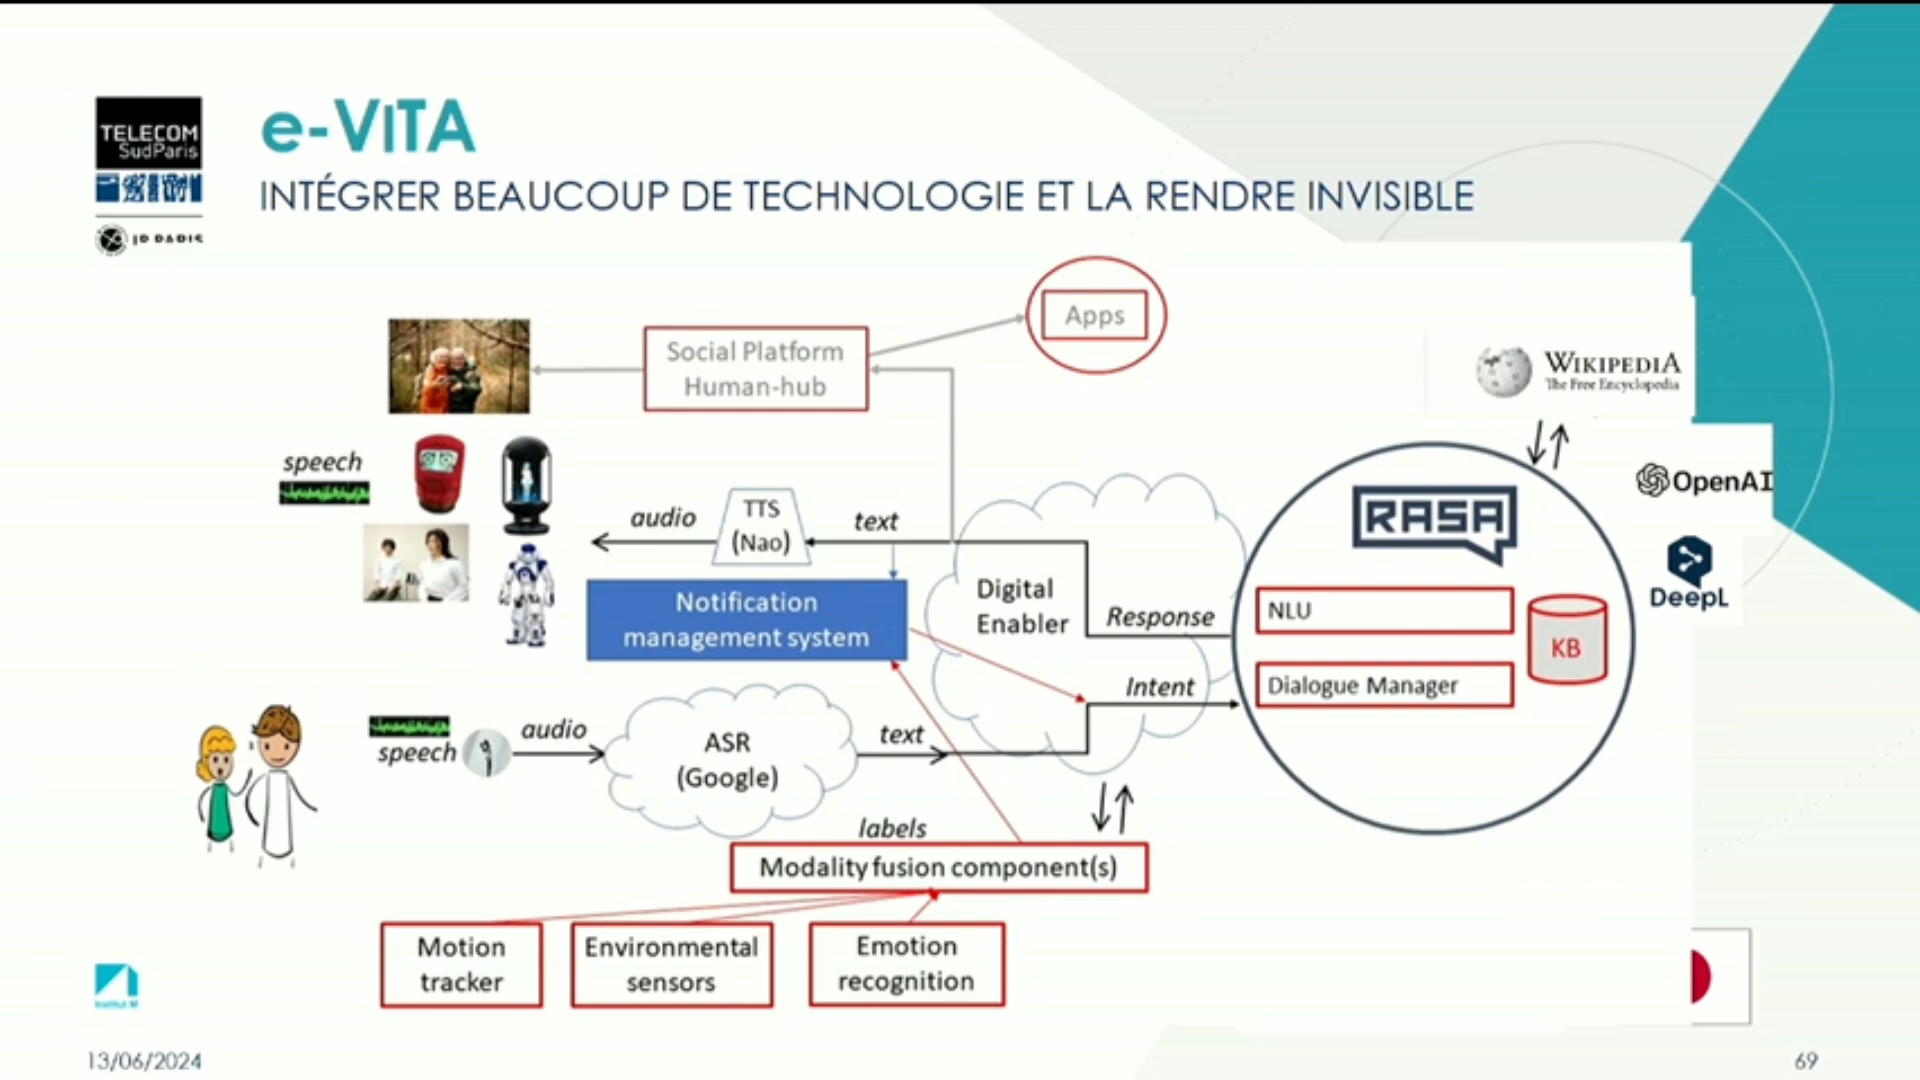 TELECOM
SudParis
IP PARIS
e-VITA
INTÉGRER BEAUCOUP DE TECHNOLOGIE ET LA RENDRE INVISIBLE
Apps
Social Platform
Human-hub
WIKIPEDIA
The Free Encyclopedia
speech
OpenAI
RASA
audio
TTS
(Nao)
text
DeepL
Digital
Enabler
Response
Notification
management system
NLU
KB
Intent
Dialogue Manager
speech
audio
ASR
(Google)
text
labels
Modality fusion component(s)
Motion
tracker
Environmental
sensors
Emotion
recognition
13/06/2024
69